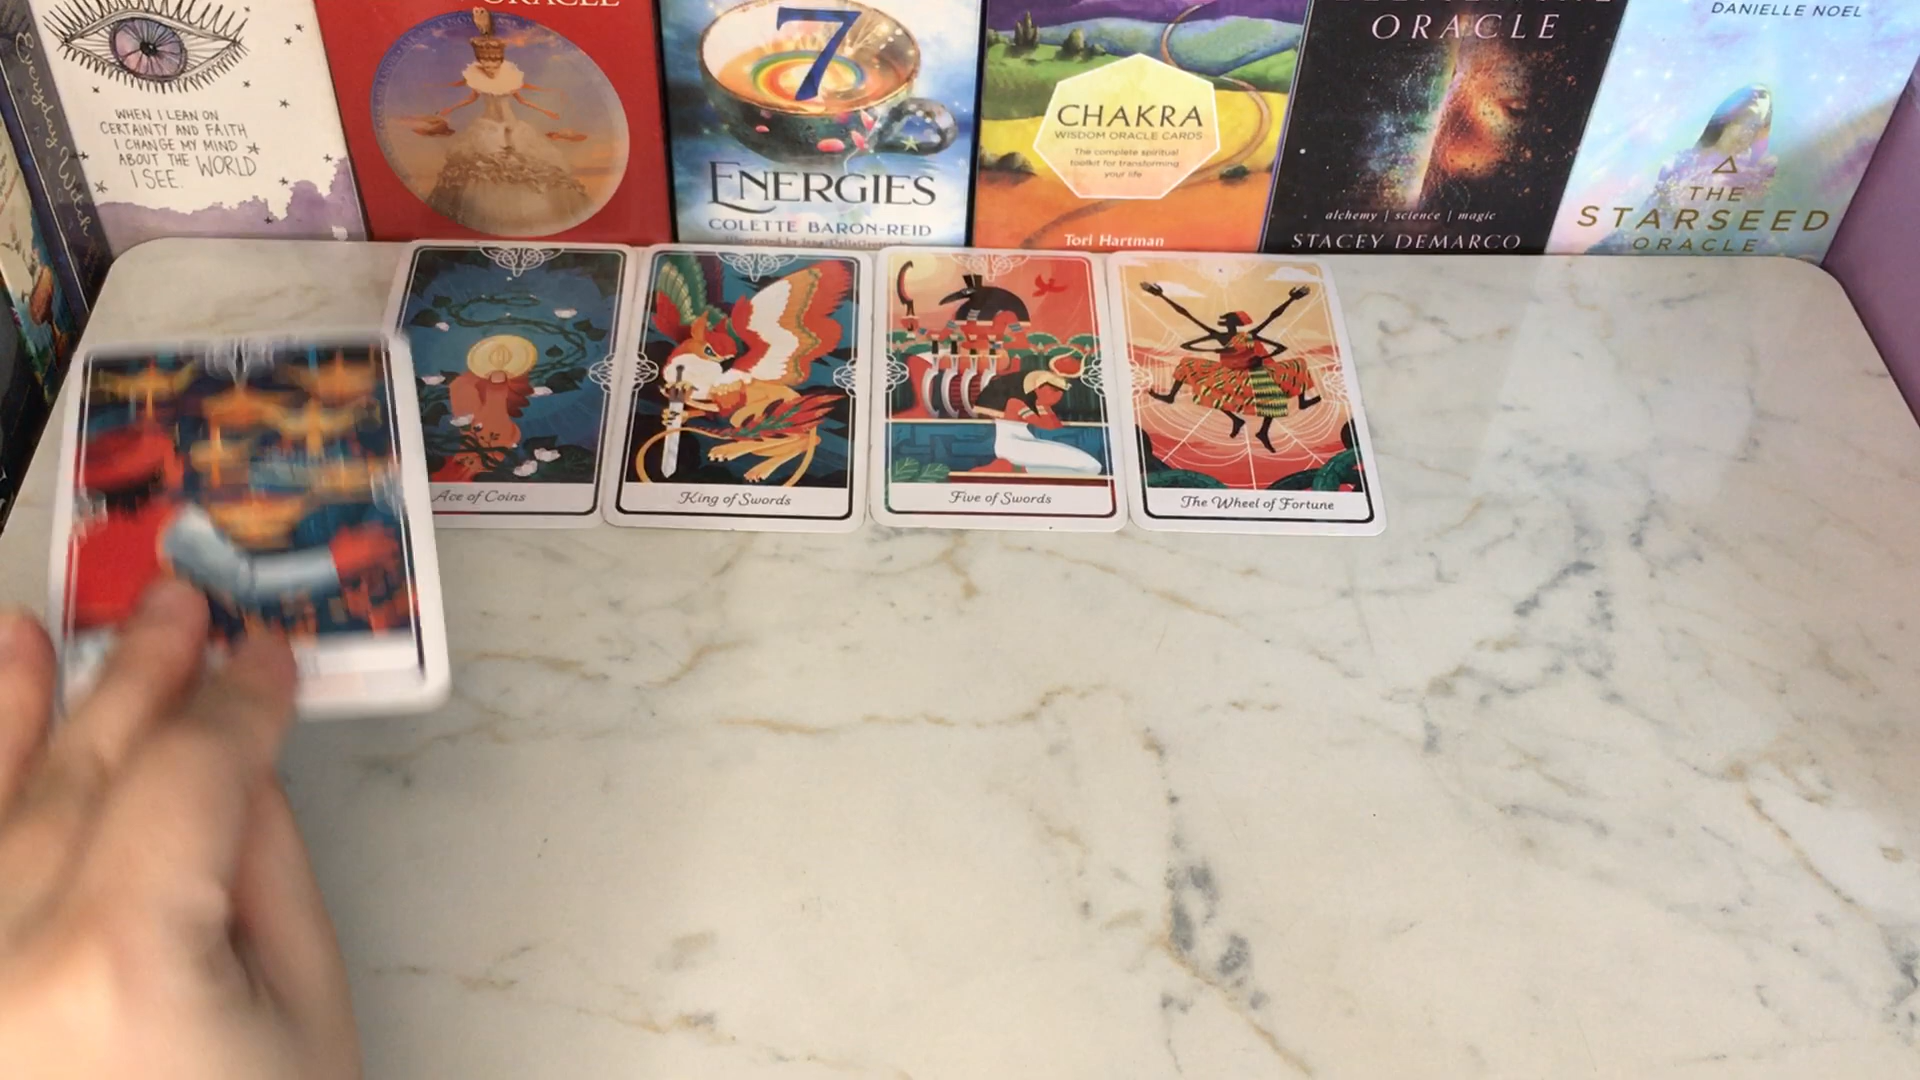 Everyday Witch
WHEN I LEAN ON
CERTAINTY AND FAITH
I CHANGE MY MIND
ABOUT THE WORLD
I SEE.
ORACLE
7
ENERGIES
COLETTE BARON-REID
CHAKRA
WISDOM ORACLE CARDS
The complete spiritual
toolkit for transforming
your life
Tori Hartman
ORACLE
alchemy | science | magic
STACEY DEMARCO
DANIELLE NOEL
THE
STARSEED
ORACLE
Ace of Coins
King of Swords
Five of Swords
The Wheel of Fortune